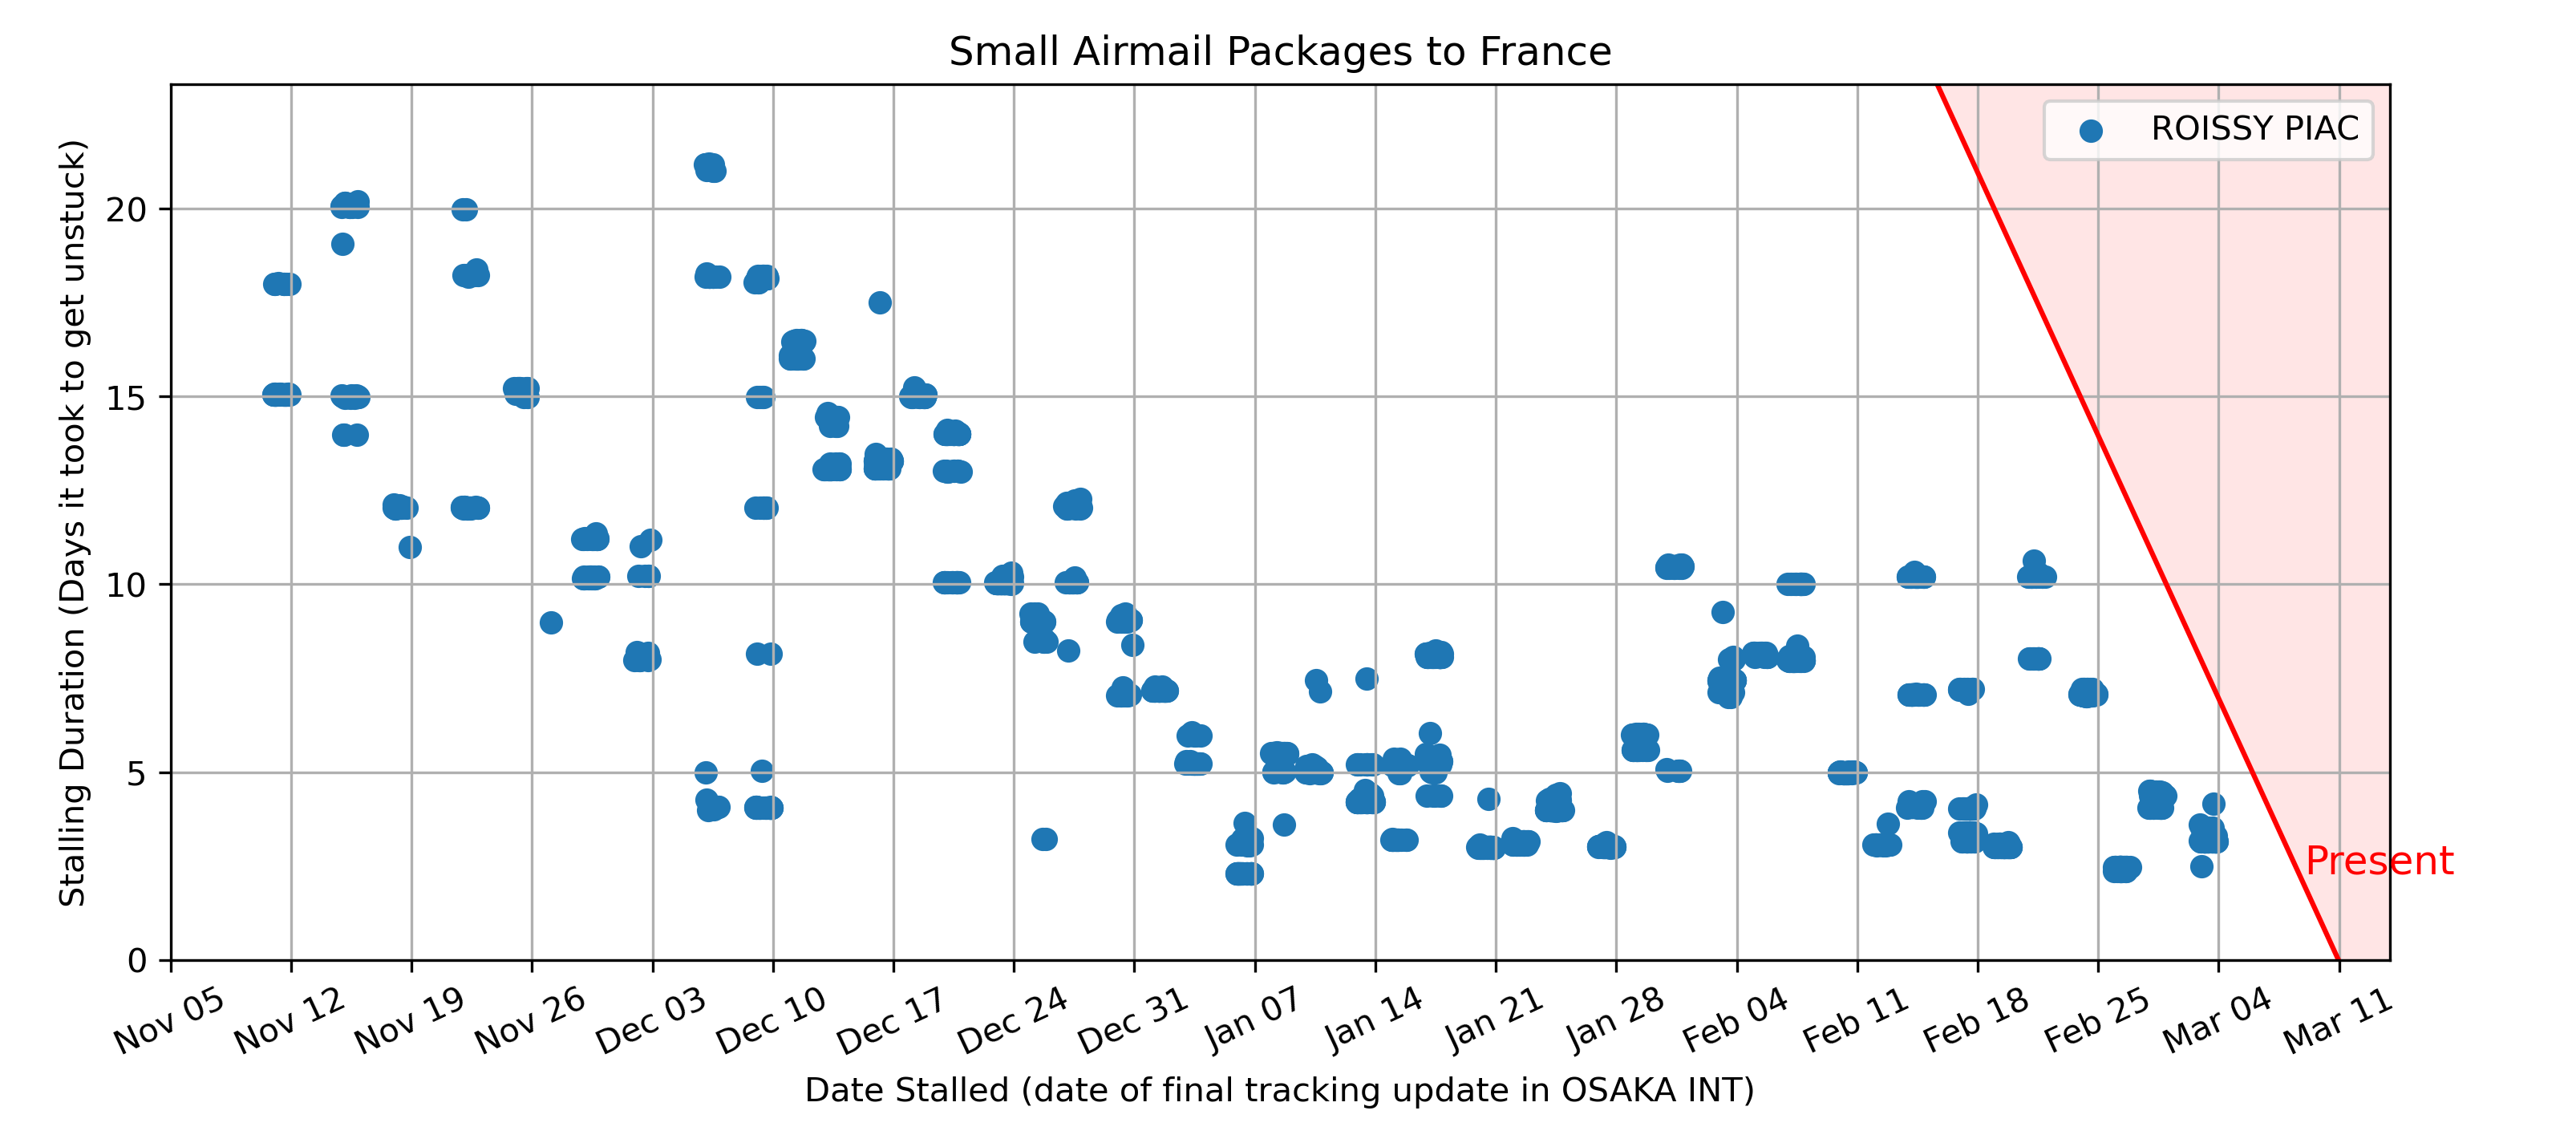 Small Airmail Packages to France
ROISSY PIAC
Stalling Duration (Days it took to get unstuck)
20
15
10
5
0
Present
Nov 05
Nov 12
Nov 19
Nov 26
Dec 03
Dec 10
Dec 17
Dec 24
Dec 31
Jan 07
Jan 14
Jan 21
Jan 28
Feb 04
Feb 11
Feb 18
Feb 25
Mar 04
Mar 11
Date Stalled (date of final tracking update in OSAKA INT)